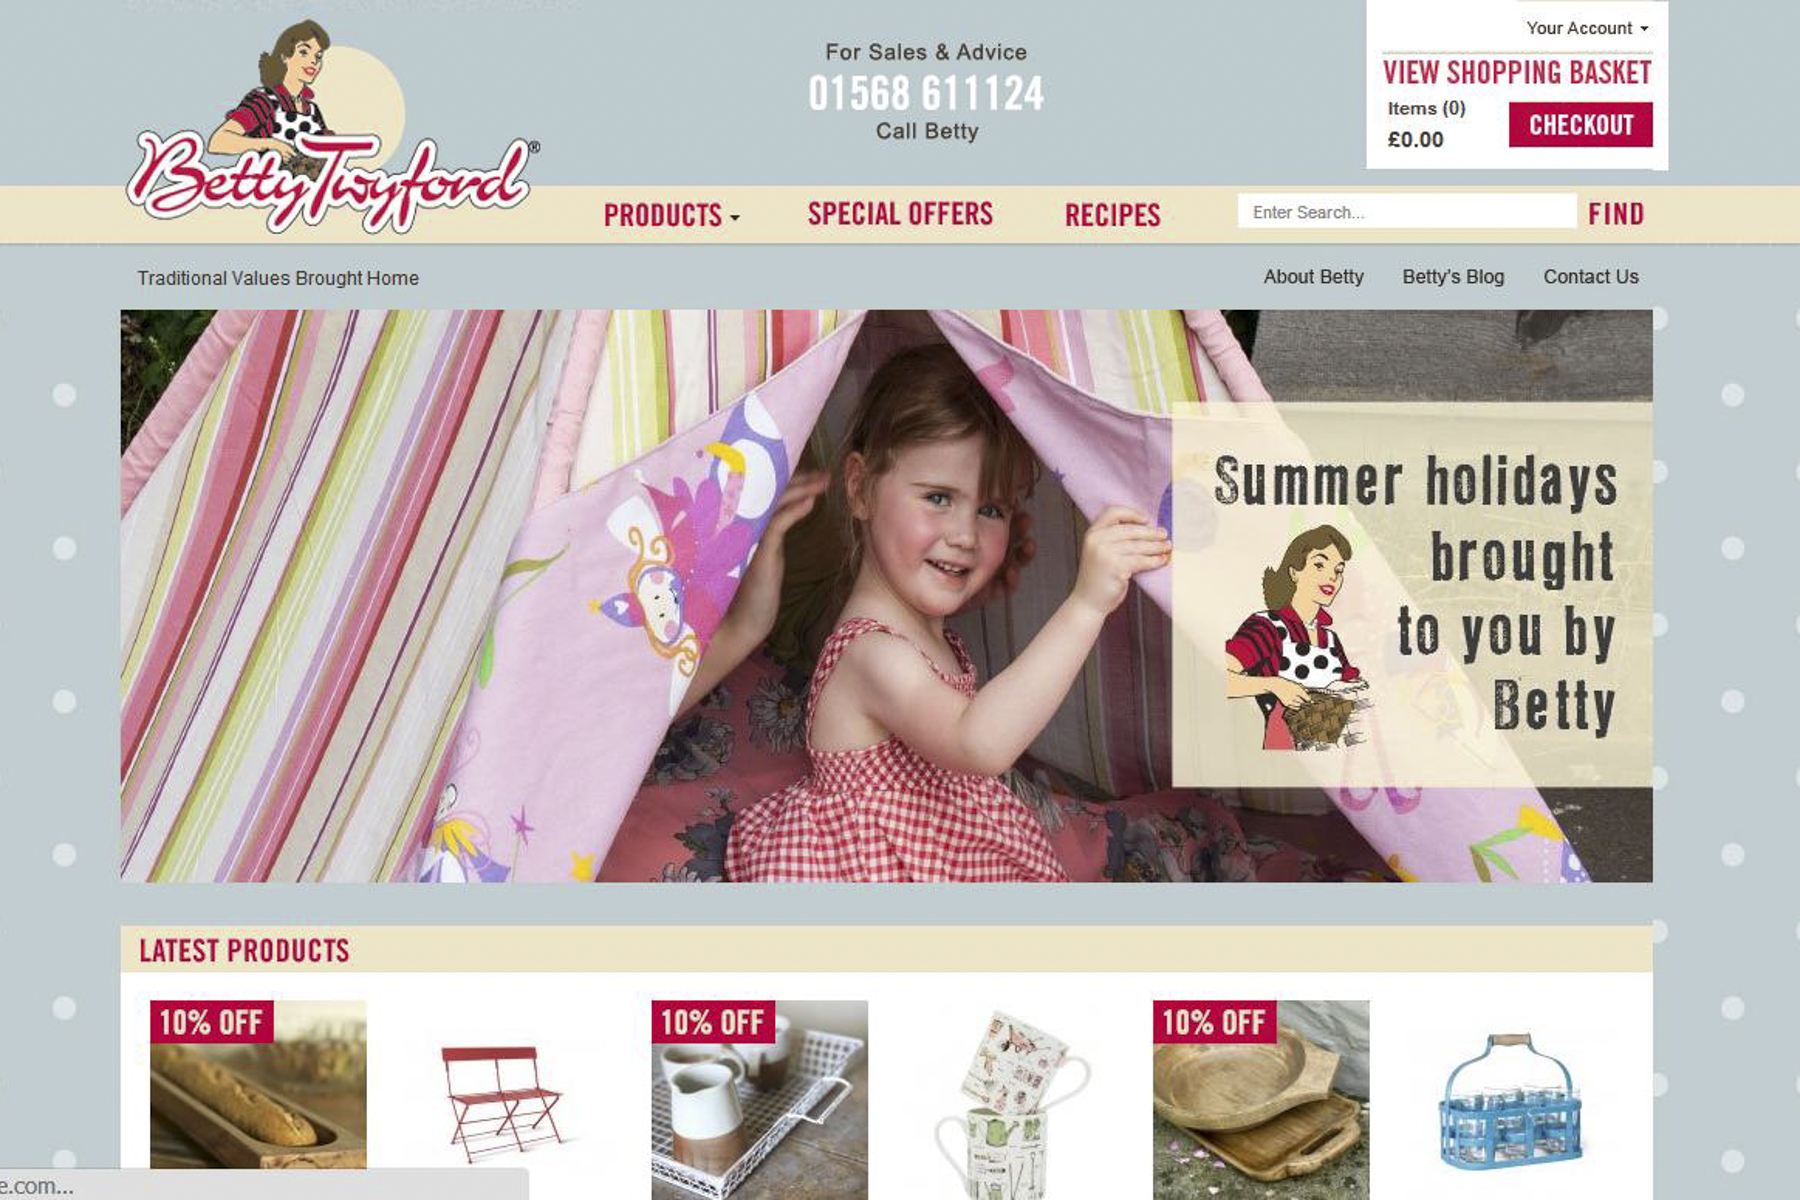 Your Account
For Sales & Advice
01568 611124
Call Betty
VIEW SHOPPING BASKET
Items (0)
£0.00
CHECKOUT
Betty Twyford®
PRODUCTS
SPECIAL OFFERS
RECIPES
Enter Search...
FIND
Traditional Values Brought Home
About Betty
Betty's Blog
Contact Us
Summer holidays
brought
to you by
Betty
LATEST PRODUCTS
10% OFF
10% OFF
10% OFF
e.com...